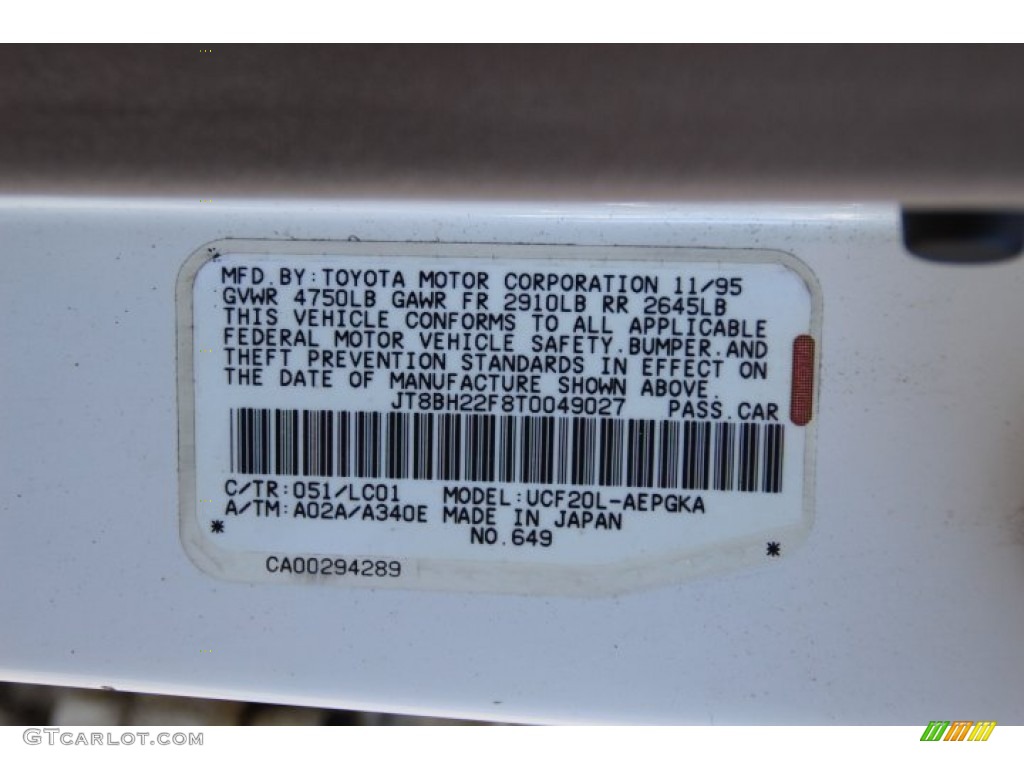 MFD.BY:TOYOTA MOTOR CORPORATION 11/95
GVWR 4750LB GAWR FR 2910LB RR 2645LB
THIS VEHICLE CONFORMS TO ALL APPLICABLE
FEDERAL MOTOR VEHICLE SAFETY.BUMPER.AND
THEFT PREVENTION STANDARDS IN EFFECT ON
THE DATE OF MANUFACTURE SHOWN ABOVE.
JT8BH22F8T0049027 PASS.CAR
C/TR:051/LC01 MODEL:UCF20L-AEPGKA
A/TM:A02A/A340E MADE IN JAPAN
* NO.649 *
CA00294289
GTCARLOT.COM